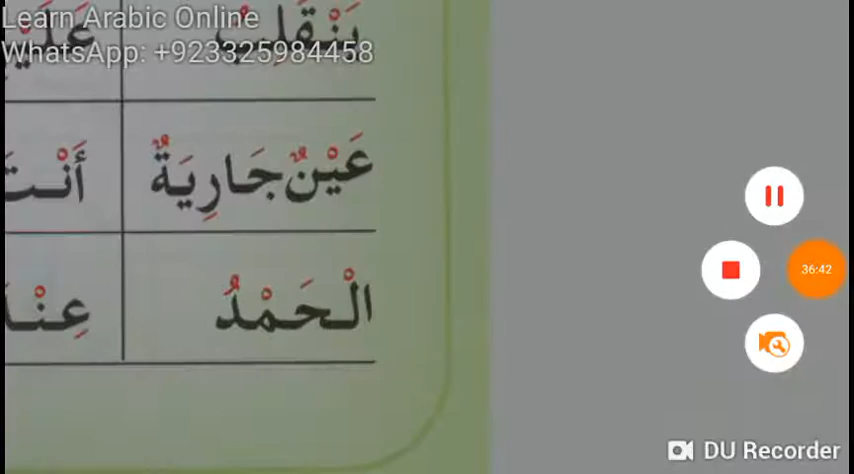 Learn Arabic Online
WhatsApp: +923325984458
يَنْقَلِبُ
عَيْنٌ جَارِيَةٌ
أَنْتَ
الْحَمْدُ
36:42
DU Recorder